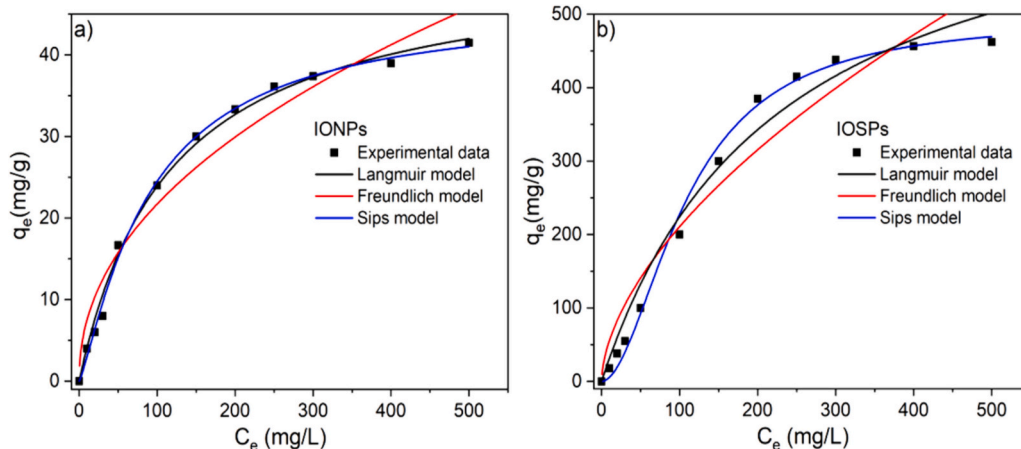 a)
40
30
20
10
0
q_e(mg/g)
IONPs
Experimental data
Langmuir model
Freundlich model
Sips model
0 100 200 300 400 500
C_e (mg/L)
b)
500
400
300
200
100
0
q_e(mg/g)
IOSPs
Experimental data
Langmuir model
Freundlich model
Sips model
0 100 200 300 400 500
C_e (mg/L)